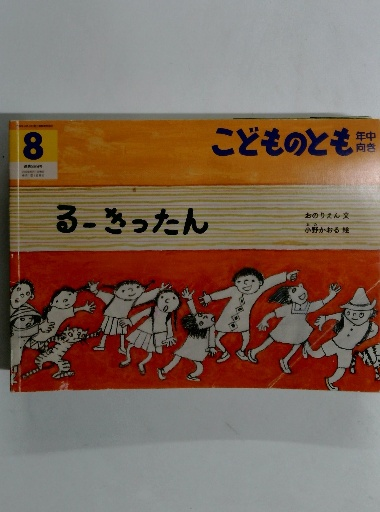 8
こどものとも 年中向き
るーきったん
おのりえん 文
小野かおる 絵